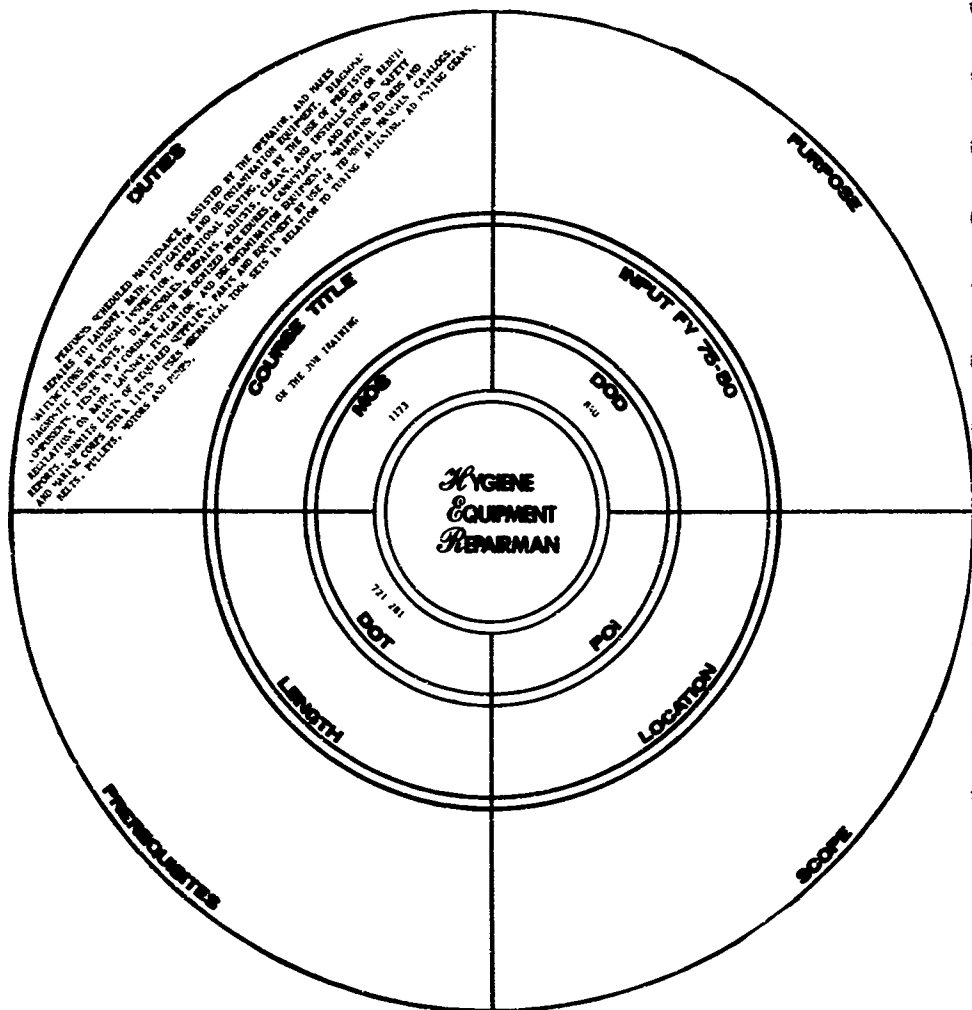 DUTIES
PERFORMS SCHEDULED MAINTENANCE, ASSISTED BY THE OPERATOR, AND MAKES
REPAIRS TO LAUNDRY, BATH, FUMIGATION AND DECONTAMINATION EQUIPMENT. DIAGNOSES
MALFUNCTIONS BY VISUAL INSPECTION, OPERATIONAL TESTING, OR BY THE USE OF PRECISION
DIAGNOSTIC INSTRUMENTS. DISASSEMBLES, REPAIRS, ADJUSTS, CLEANS, AND INSTALLS NEW OR REBUILT
COMPONENTS. TESTS IN ACCORDANCE WITH RECOGNIZED PROCEDURES, AND ENFORCES SAFETY
REGULATIONS ON BATH, LAUNDRY, FUMIGATION, AND DECONTAMINATION EQUIPMENT. MAINTAINS RECORDS AND
REPORTS, SUBMITS LISTS OF REQUIRED SUPPLIES, PARTS AND EQUIPMENT BY USE OF TECHNICAL MANUALS, CATALOGS,
AND MARINE CORPS STOCK LISTS. USES MECHANICAL TOOL SETS IN RELATION TO TUNING, ALIGNING, ADJUSTING GEARS,
BELTS, PULLEYS, MOTORS AND PUMPS.
PURPOSE
COURSE TITLE
ON THE JOB TRAINING
INPUT FY 75-80
MOS
1173
DOD
HYGIENE
EQUIPMENT
REPAIRMAN
721 281
DOT
POI
LENGTH
LOCATION
PREREQUISITES
SCOPE